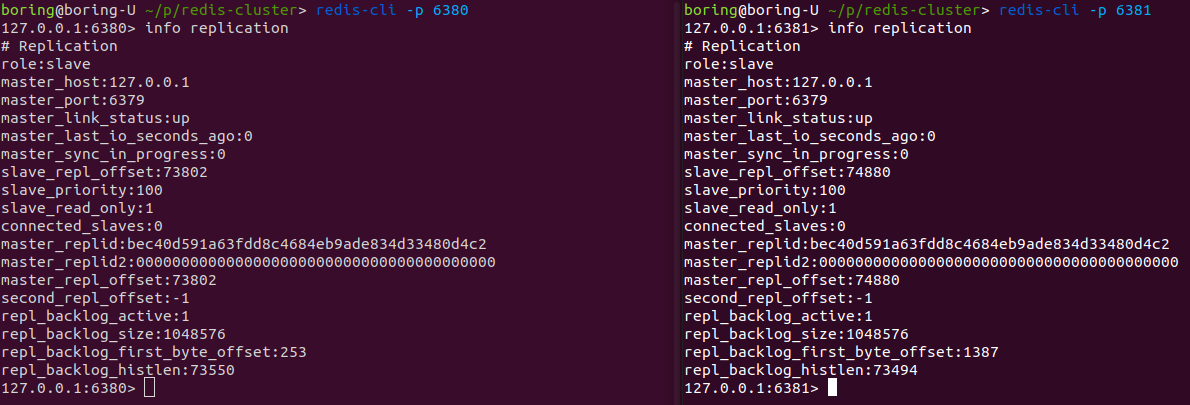 boring@boring-U ~/p/redis-cluster> redis-cli -p 6380
127.0.0.1:6380> info replication
# Replication
role:slave
master_host:127.0.0.1
master_port:6379
master_link_status:up
master_last_io_seconds_ago:0
master_sync_in_progress:0
slave_repl_offset:73802
slave_priority:100
slave_read_only:1
connected_slaves:0
master_replid:bec40d591a63fdd8c4684eb9ade834d33480d4c2
master_replid2:0000000000000000000000000000000000000000
master_repl_offset:73802
second_repl_offset:-1
repl_backlog_active:1
repl_backlog_size:1048576
repl_backlog_first_byte_offset:253
repl_backlog_histlen:73550
127.0.0.1:6380>
boring@boring-U ~/p/redis-cluster> redis-cli -p 6381
127.0.0.1:6381> info replication
# Replication
role:slave
master_host:127.0.0.1
master_port:6379
master_link_status:up
master_last_io_seconds_ago:0
master_sync_in_progress:0
slave_repl_offset:74880
slave_priority:100
slave_read_only:1
connected_slaves:0
master_replid:bec40d591a63fdd8c4684eb9ade834d33480d4c2
master_replid2:0000000000000000000000000000000000000000
master_repl_offset:74880
second_repl_offset:-1
repl_backlog_active:1
repl_backlog_size:1048576
repl_backlog_first_byte_offset:1387
repl_backlog_histlen:73494
127.0.0.1:6381>